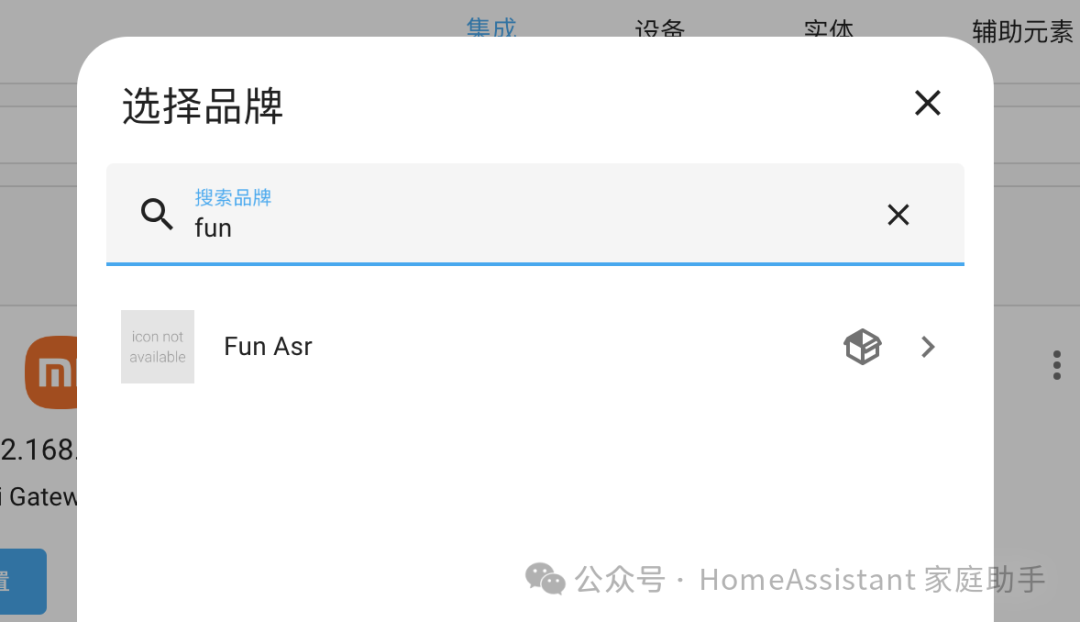 集成 设备 实体 辅助元素
选择品牌
搜索品牌
fun
icon not
available
Fun Asr
2.168.
i Gatew
置
公众号 · HomeAssistant 家庭助手